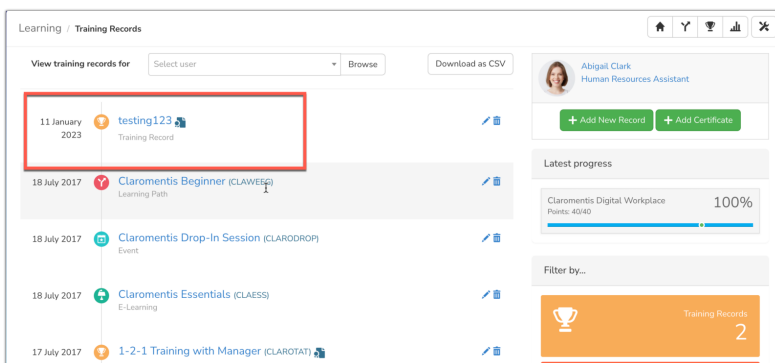 Learning / Training Records
View training records for Select user Browse Download as CSV
11 January 2023
testing123
Training Record
18 July 2017
Claromentis Beginner (CLAWEBS)
Learning Path
18 July 2017
Claromentis Drop-In Session (CLARODROP)
Event
18 July 2017
Claromentis Essentials (CLAESS)
E-Learning
17 July 2017
1-2-1 Training with Manager (CLAROTAT)
Abigail Clark
Human Resources Assistant
+ Add New Record + Add Certificate
Latest progress
Claromentis Digital Workplace 100%
Points: 40/40
Filter by...
Training Records
2